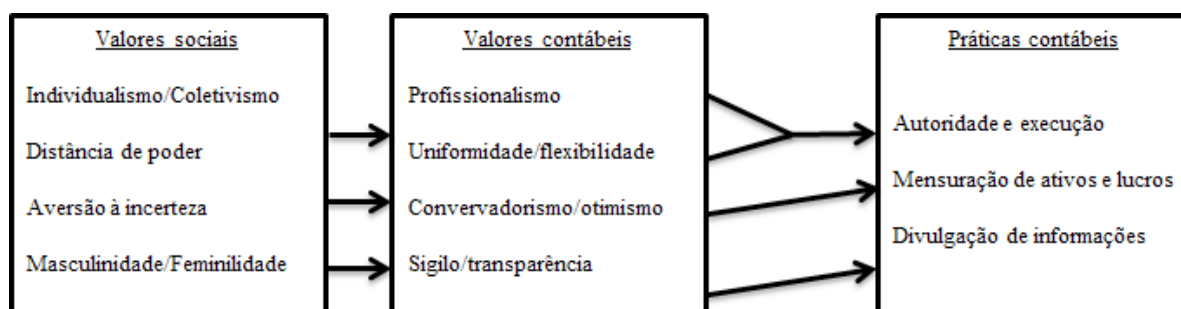 Valores sociais
Individualismo/Coletivismo
Distância de poder
Aversão à incerteza
Masculinidade/Feminilidade
Valores contábeis
Profissionalismo
Uniformidade/flexibilidade
Convervadorismo/otimismo
Sigilo/transparência
Práticas contábeis
Autoridade e execução
Mensuração de ativos e lucros
Divulgação de informações